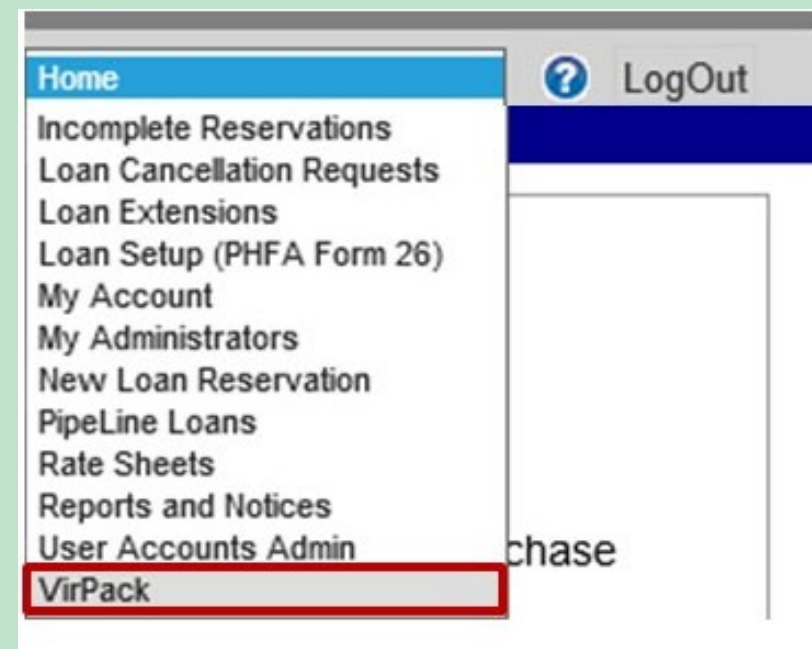 Home
LogOut
Incomplete Reservations
Loan Cancellation Requests
Loan Extensions
Loan Setup (PHFA Form 26)
My Account
My Administrators
New Loan Reservation
PipeLine Loans
Rate Sheets
Reports and Notices
User Accounts Admin
chase
VirPack